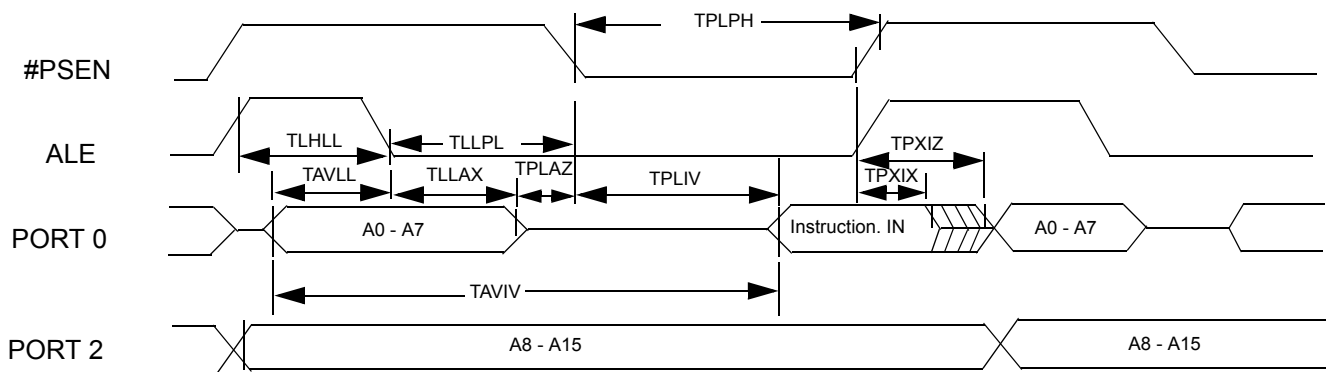 TPLPH
#PSEN
TLHLL
TLLPL
ALE
TPXIZ
TAVLL
TLLAX
TPLAZ
TPLIV
TPXIX
PORT 0
A0 - A7
Instruction. IN
A0 - A7
TAVIV
PORT 2
A8 - A15
A8 - A15